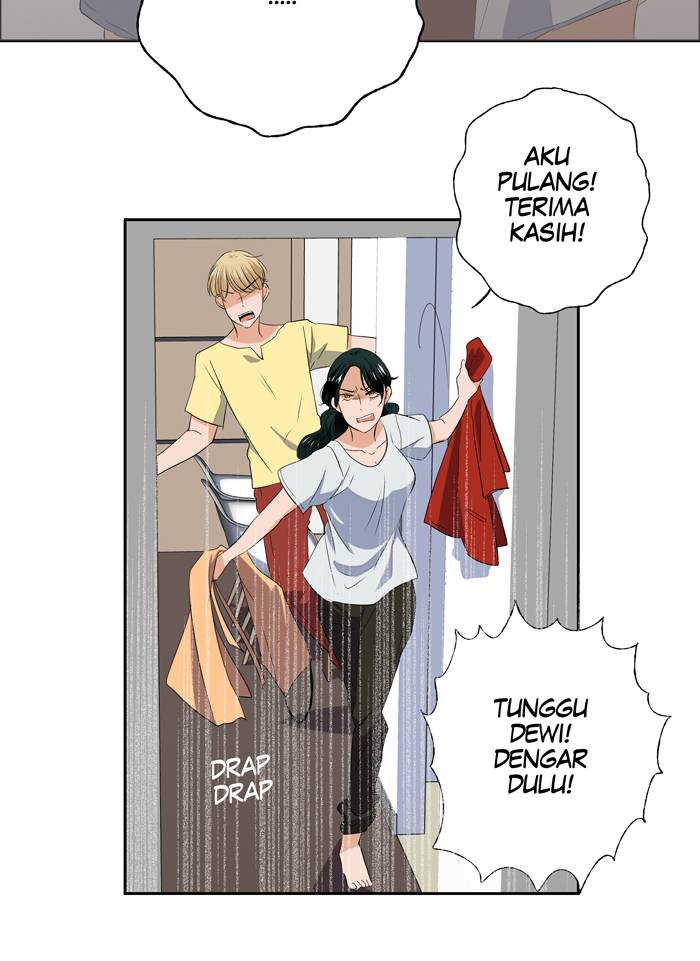 .....
AKU
PULANG!
TERIMA
KASIH!
TUNGGU
DEWI!
DENGAR
DULU!
DRAP
DRAP